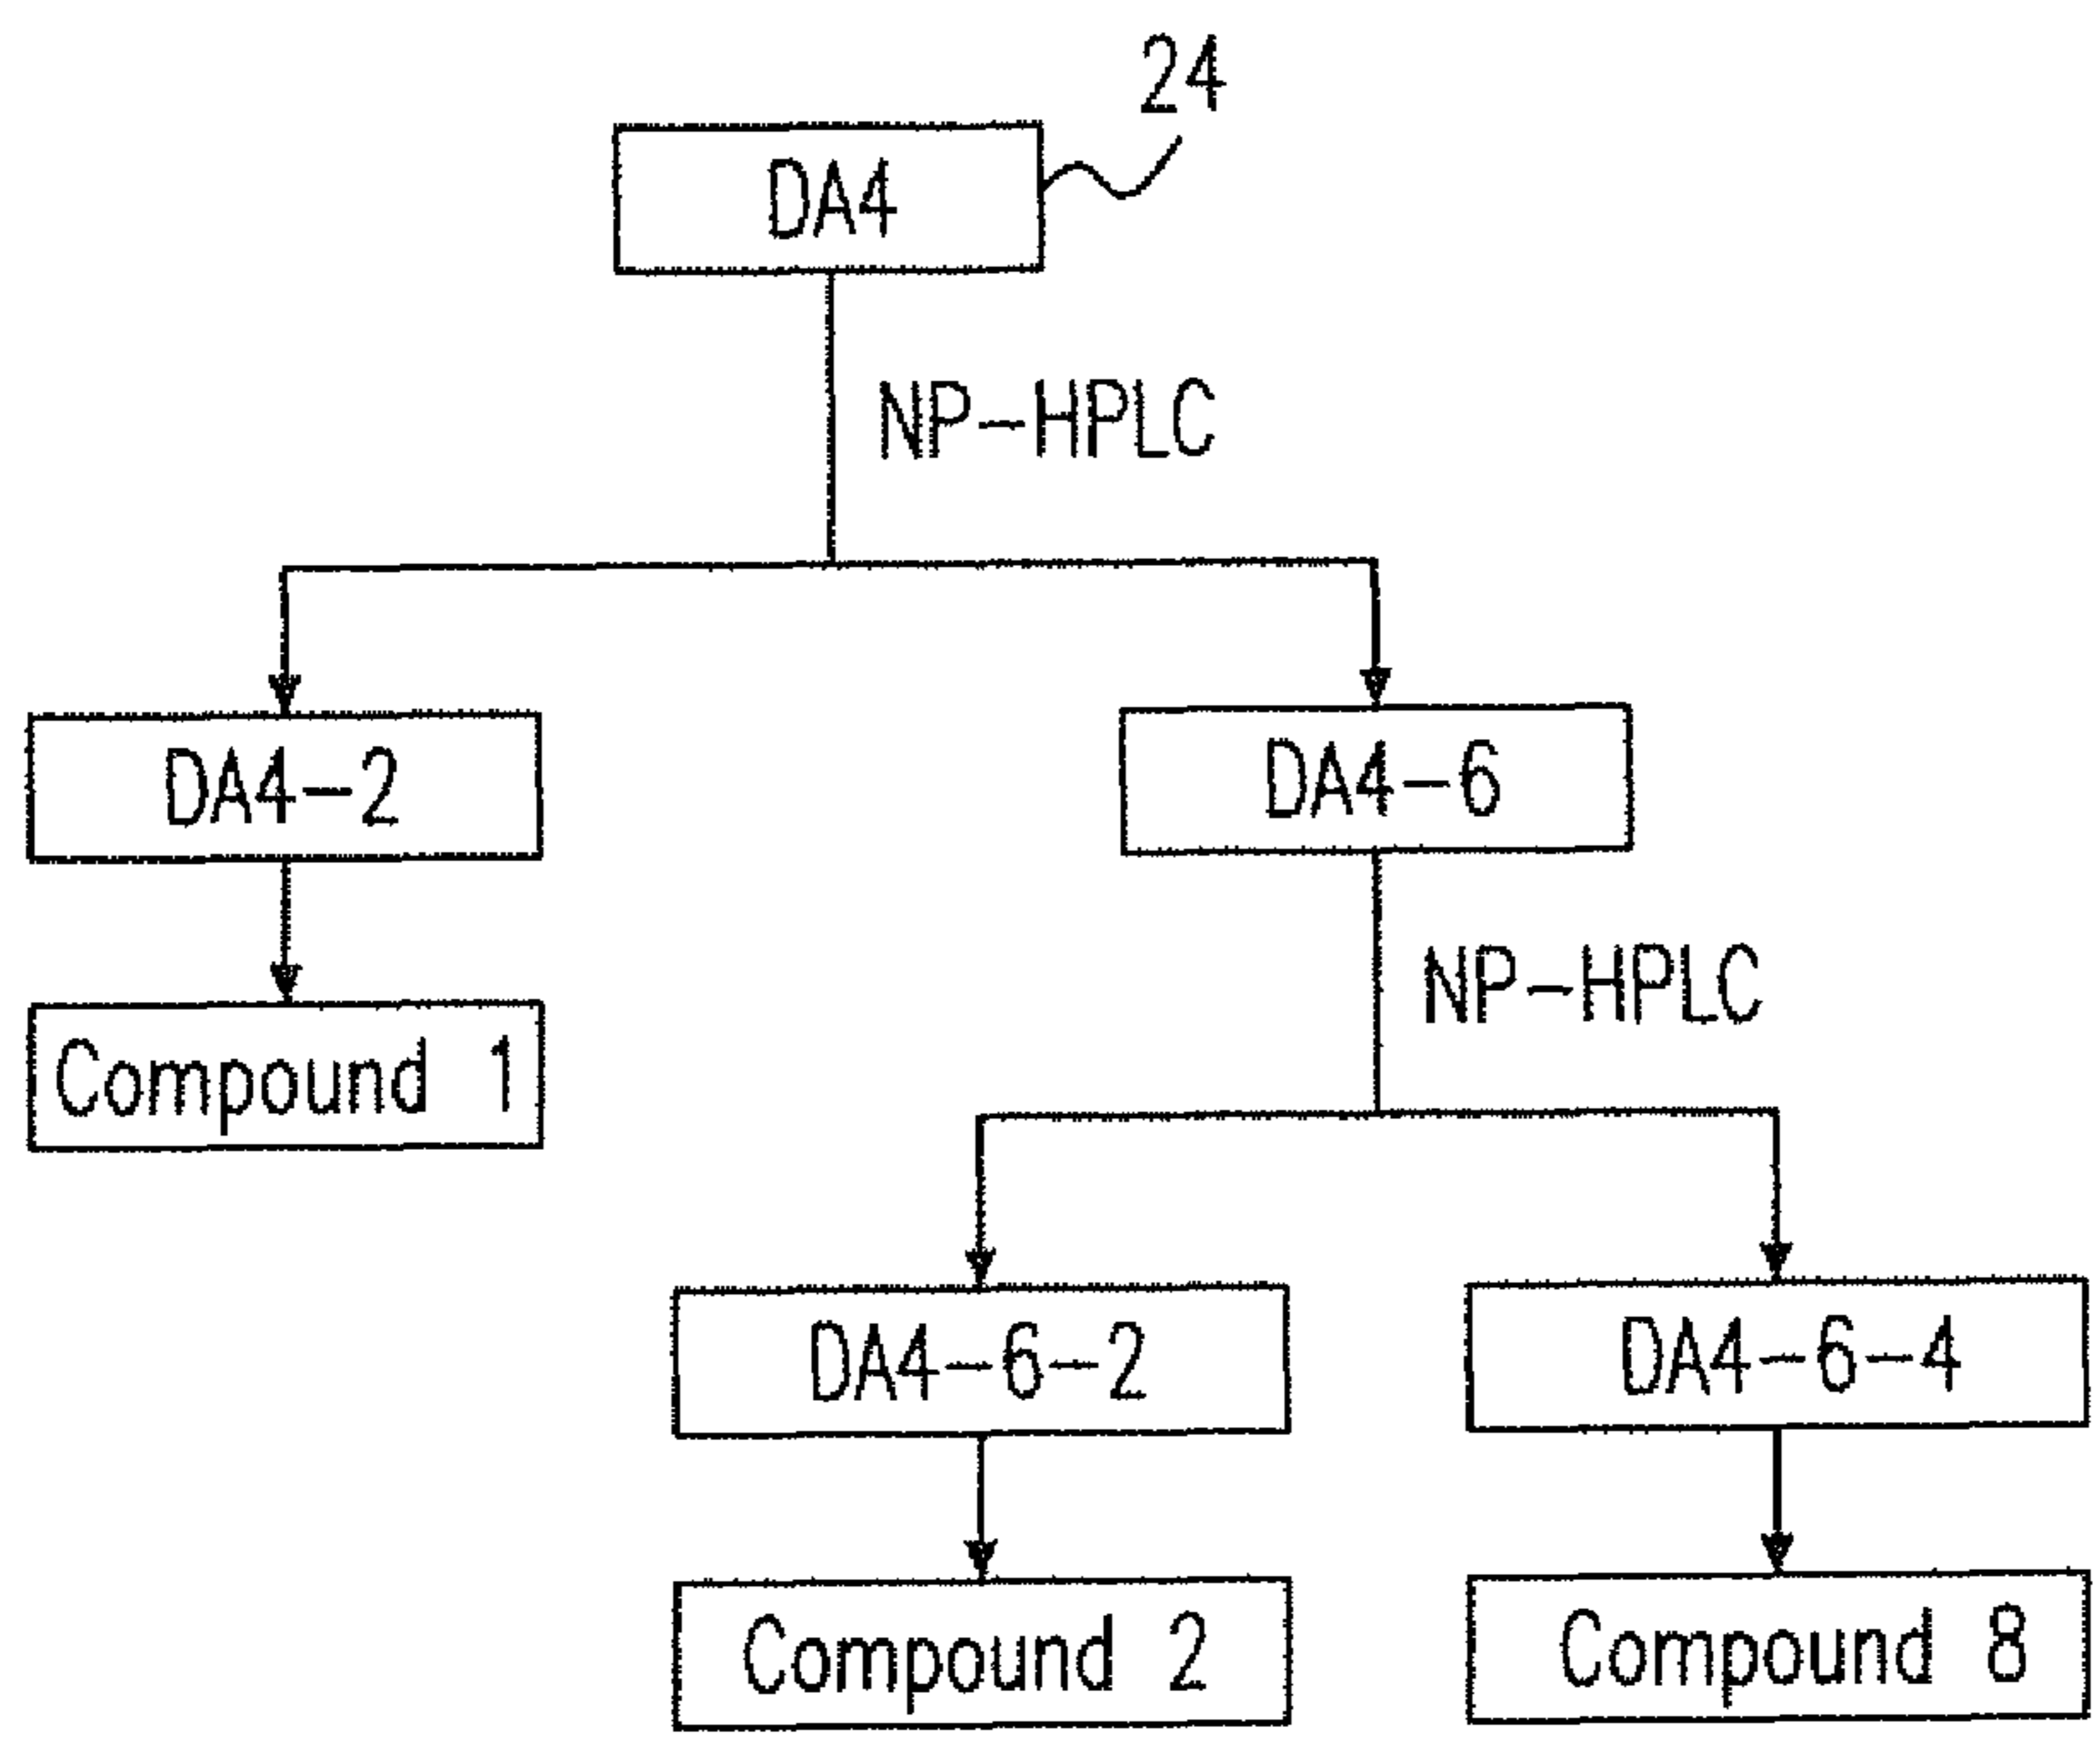 24
DA4
NP-HPLC
DA4-2
DA4-6
Compound 1
NP-HPLC
DA4-6-2
DA4-6-4
Compound 2
Compound 8